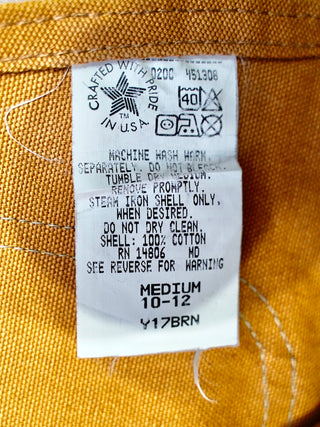 CRAFTED WITH PRIDE
IN U.S.A.
TM
0200 451308
40
MACHINE WASH WARM,
SEPARATELY. DO NOT BLEACH.
TUMBLE DRY MEDIUM.
REMOVE PROMPTLY.
STEAM IRON SHELL ONLY,
WHEN DESIRED.
DO NOT DRY CLEAN.
SHELL: 100% COTTON
RN 14806 MD
SEE REVERSE FOR WARNING
MEDIUM
10-12
Y17BRN